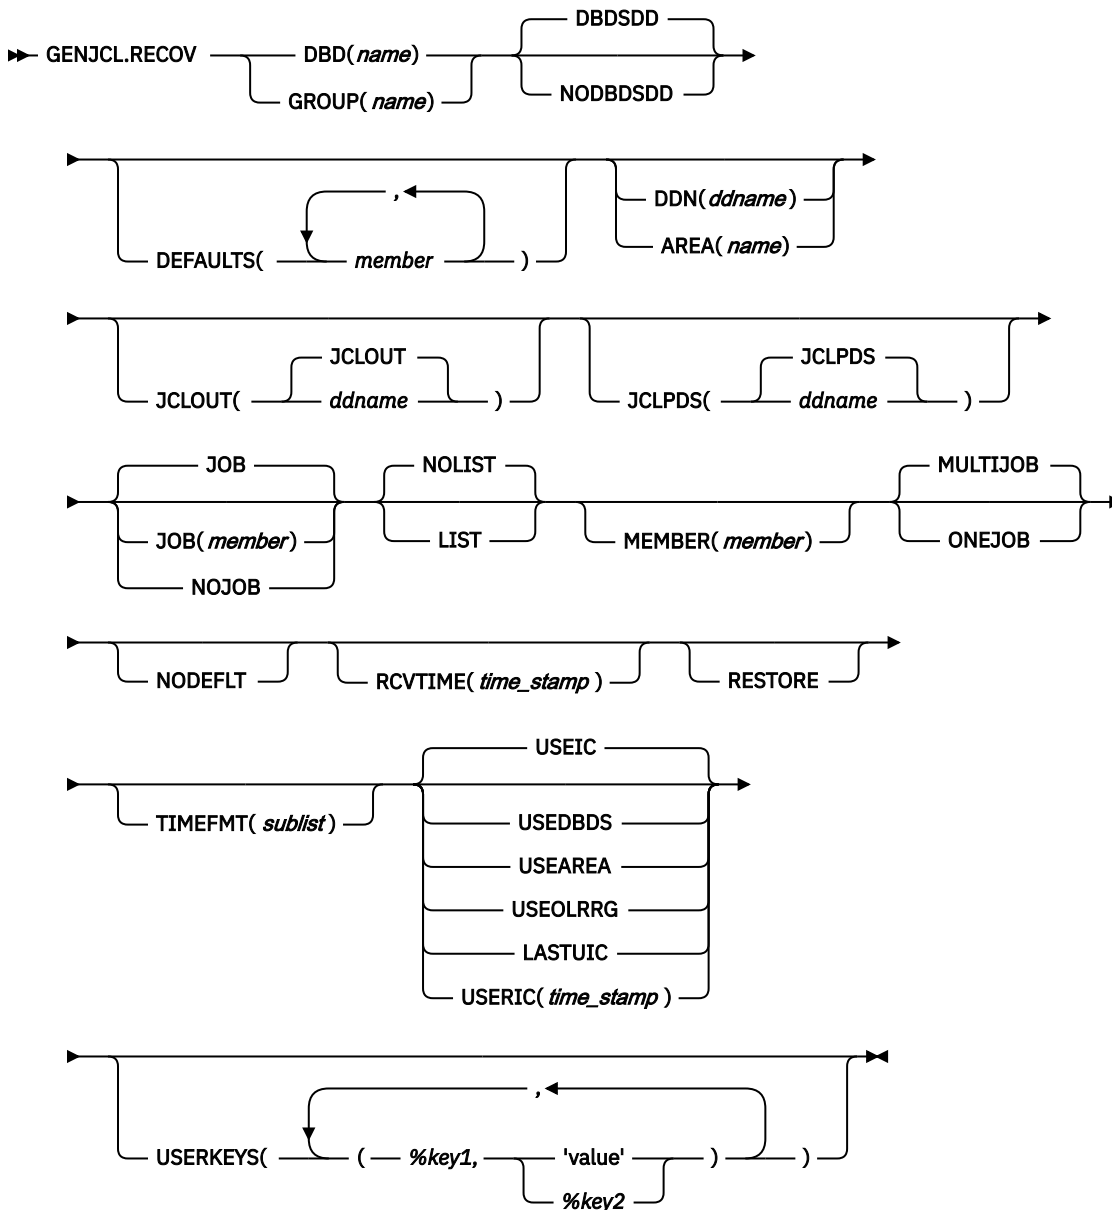 DBDSDD
GENJCL.RECOV DBD(name)
NODBDSDD
GROUP(name)
,
DDN(ddname)
AREA(name)
DEFAULTS( member )
JCLOUT JCLPDS
JCLOUT( ddname ) JCLPDS( ddname )
JOB NOLIST MULTIJOB
JOB(member) LIST MEMBER(member) ONEJOB
NOJOB
NODEFLT RCVTIME(time_stamp) RESTORE
USEIC
TIMEFMT(sublist) USEDBDS
USEAREA
USEOLRRG
LASTUIC
USERIC(time_stamp)
,
USERKEYS( ( %key1, 'value' ) )
%key2